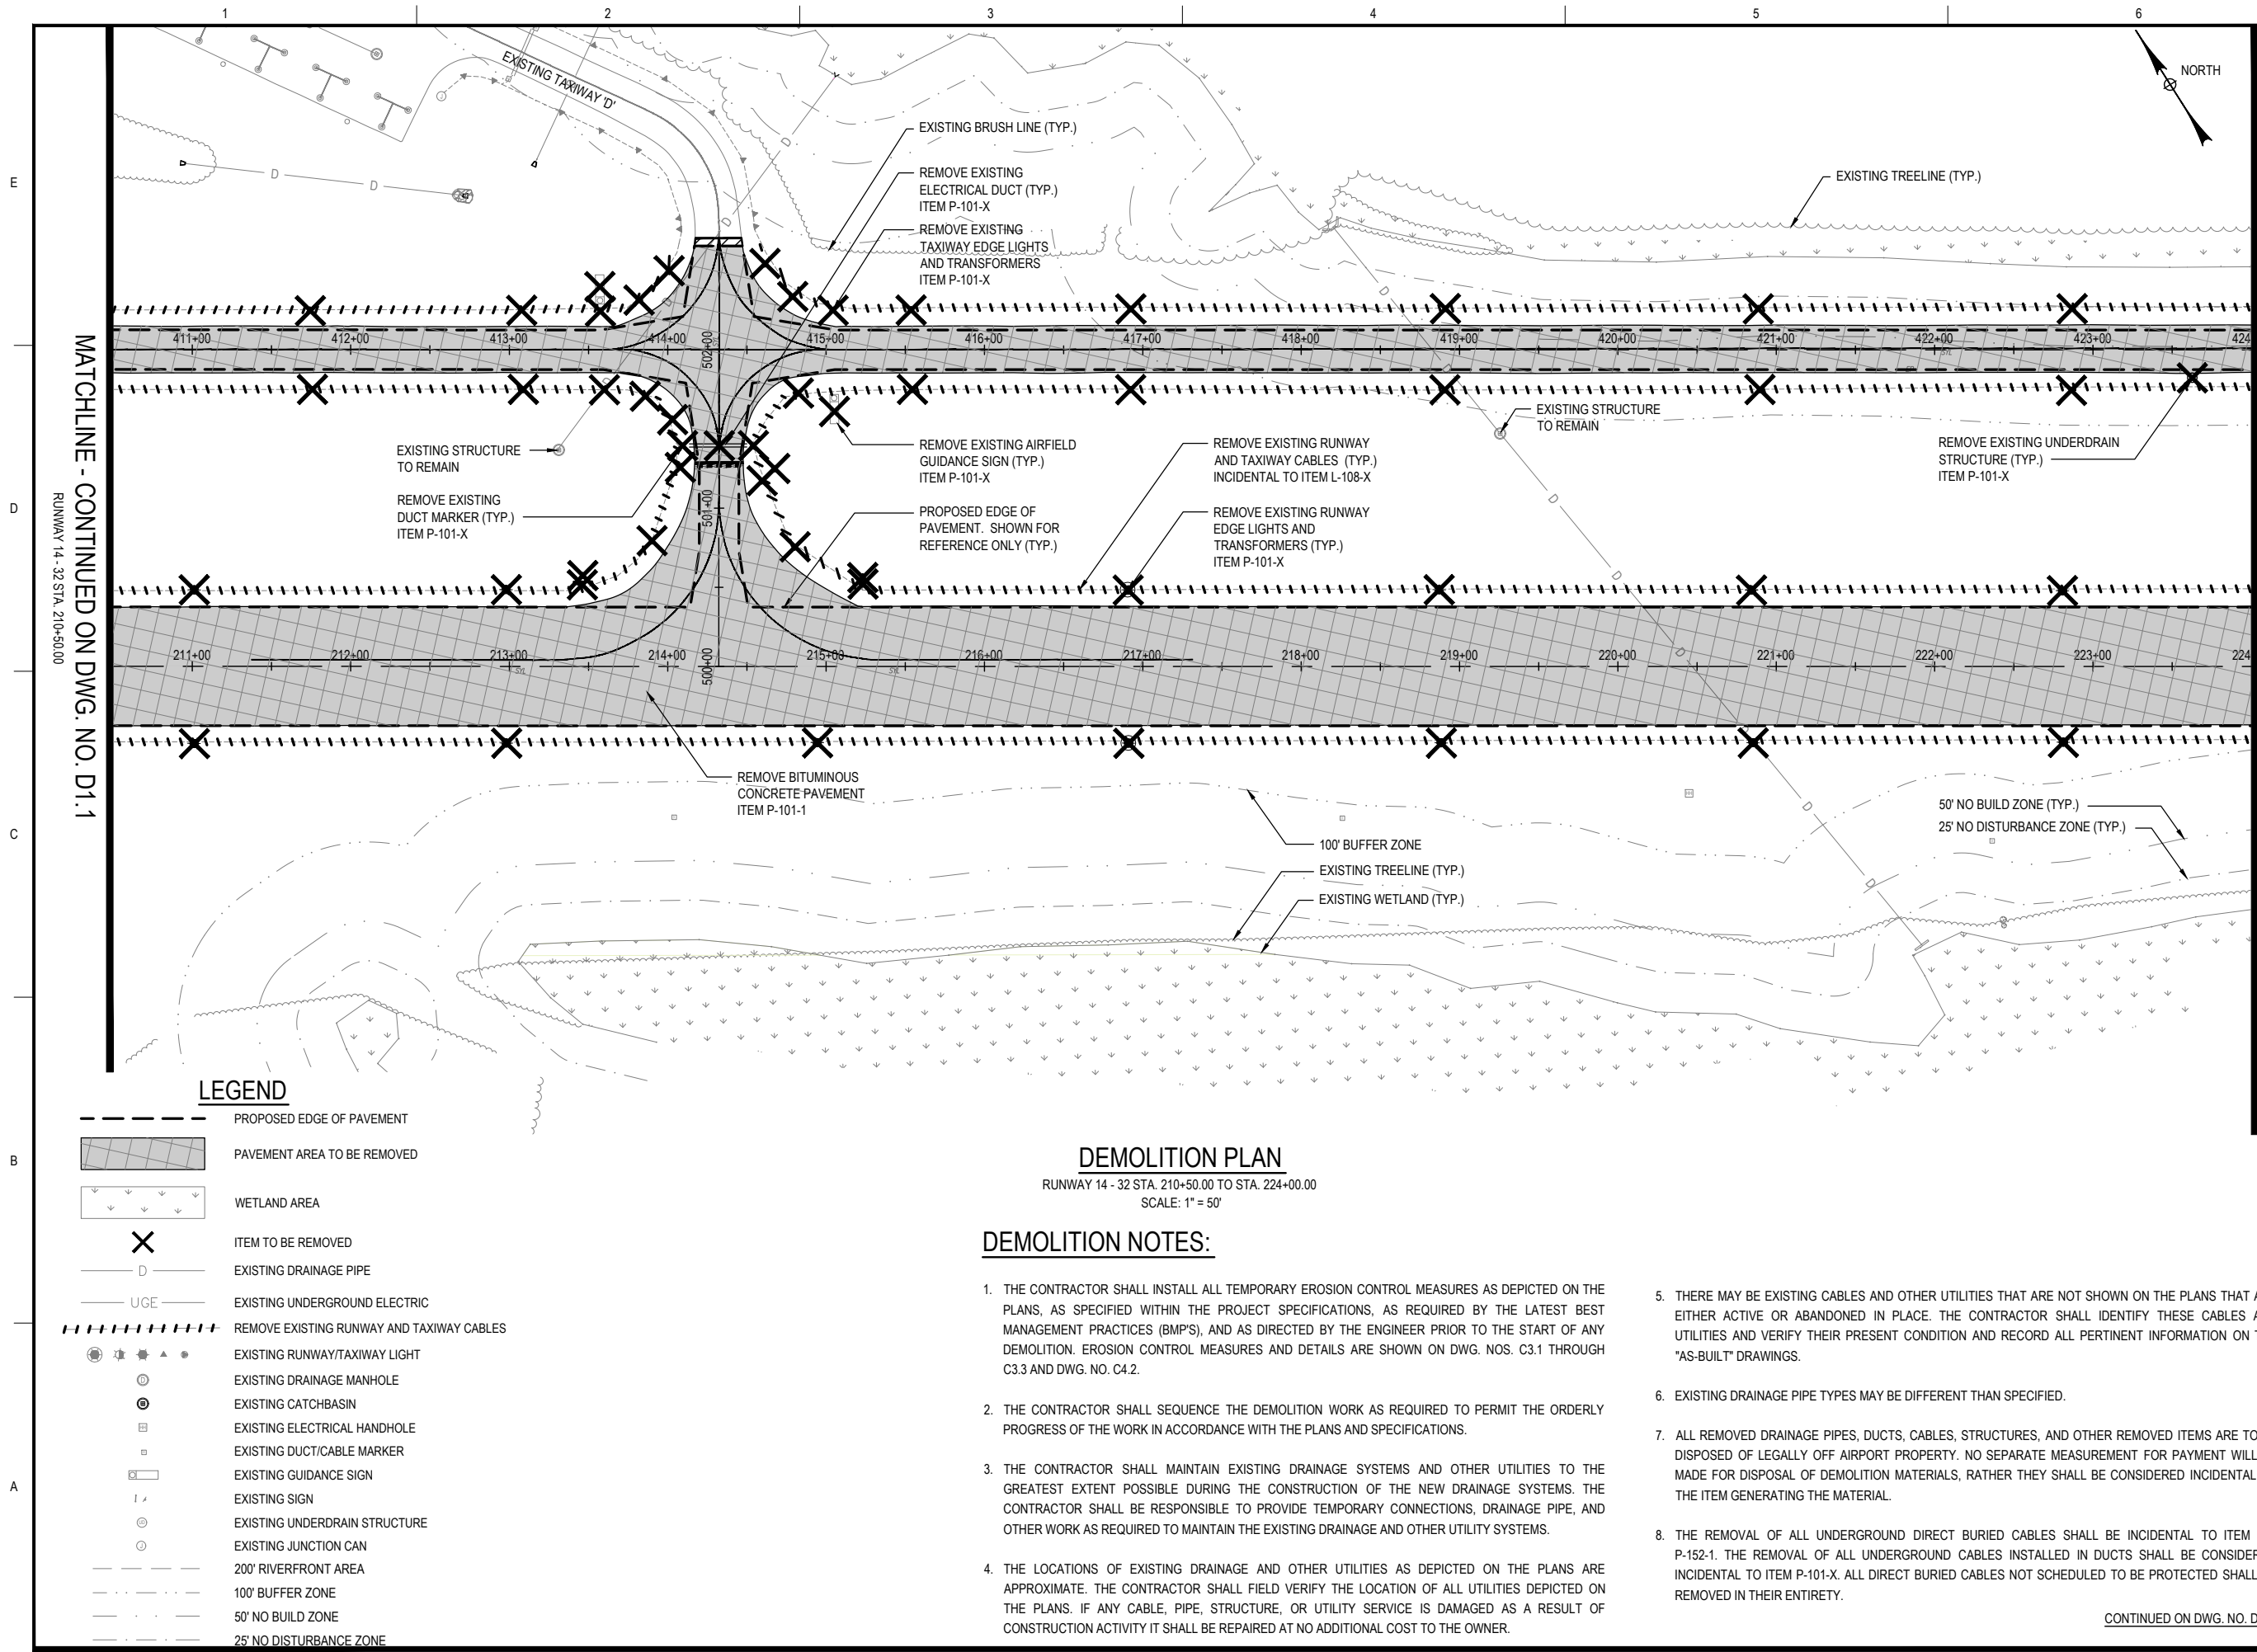 1 2 3 4 5 6
E
D
C
B
A
NORTH
EXISTING TAXIWAY 'D'
EXISTING BRUSH LINE (TYP.)
REMOVE EXISTING
ELECTRICAL DUCT (TYP.)
ITEM P-101-X
REMOVE EXISTING
TAXIWAY EDGE LIGHTS
AND TRANSFORMERS
ITEM P-101-X
EXISTING TREELINE (TYP.)
MATCHLINE - CONTINUED ON DWG. NO. D1.1
RUNWAY 14 - 32 STA. 210+50.00
411+00 412+00 413+00 414+00 415+00 416+00 417+00 418+00 419+00 420+00 421+00 422+00 423+00 424
502+00
501+00
500+00
EXISTING STRUCTURE
TO REMAIN
REMOVE EXISTING
DUCT MARKER (TYP.)
ITEM P-101-X
REMOVE EXISTING AIRFIELD
GUIDANCE SIGN (TYP.)
ITEM P-101-X
PROPOSED EDGE OF
PAVEMENT. SHOWN FOR
REFERENCE ONLY (TYP.)
REMOVE EXISTING RUNWAY
AND TAXIWAY CABLES (TYP.)
INCIDENTAL TO ITEM L-108-X
REMOVE EXISTING RUNWAY
EDGE LIGHTS AND
TRANSFORMERS (TYP.)
ITEM P-101-X
EXISTING STRUCTURE
TO REMAIN
REMOVE EXISTING UNDERDRAIN
STRUCTURE (TYP.)
ITEM P-101-X
211+00 212+00 213+00 214+00 215+00 216+00 217+00 218+00 219+00 220+00 221+00 222+00 223+00 224
REMOVE BITUMINOUS
CONCRETE PAVEMENT
ITEM P-101-1
100' BUFFER ZONE
EXISTING TREELINE (TYP.)
EXISTING WETLAND (TYP.)
50' NO BUILD ZONE (TYP.)
25' NO DISTURBANCE ZONE (TYP.)
LEGEND
PROPOSED EDGE OF PAVEMENT
PAVEMENT AREA TO BE REMOVED
WETLAND AREA
ITEM TO BE REMOVED
D EXISTING DRAINAGE PIPE
UGE EXISTING UNDERGROUND ELECTRIC
REMOVE EXISTING RUNWAY AND TAXIWAY CABLES
EXISTING RUNWAY/TAXIWAY LIGHT
EXISTING DRAINAGE MANHOLE
EXISTING CATCHBASIN
EXISTING ELECTRICAL HANDHOLE
EXISTING DUCT/CABLE MARKER
EXISTING GUIDANCE SIGN
EXISTING SIGN
EXISTING UNDERDRAIN STRUCTURE
EXISTING JUNCTION CAN
200' RIVERFRONT AREA
100' BUFFER ZONE
50' NO BUILD ZONE
25' NO DISTURBANCE ZONE
DEMOLITION PLAN
RUNWAY 14 - 32 STA. 210+50.00 TO STA. 224+00.00
SCALE: 1" = 50'
DEMOLITION NOTES:
1. THE CONTRACTOR SHALL INSTALL ALL TEMPORARY EROSION CONTROL MEASURES AS DEPICTED ON THE
PLANS, AS SPECIFIED WITHIN THE PROJECT SPECIFICATIONS, AS REQUIRED BY THE LATEST BEST
MANAGEMENT PRACTICES (BMP'S), AND AS DIRECTED BY THE ENGINEER PRIOR TO THE START OF ANY
DEMOLITION. EROSION CONTROL MEASURES AND DETAILS ARE SHOWN ON DWG. NOS. C3.1 THROUGH
C3.3 AND DWG. NO. C4.2.
2. THE CONTRACTOR SHALL SEQUENCE THE DEMOLITION WORK AS REQUIRED TO PERMIT THE ORDERLY
PROGRESS OF THE WORK IN ACCORDANCE WITH THE PLANS AND SPECIFICATIONS.
3. THE CONTRACTOR SHALL MAINTAIN EXISTING DRAINAGE SYSTEMS AND OTHER UTILITIES TO THE
GREATEST EXTENT POSSIBLE DURING THE CONSTRUCTION OF THE NEW DRAINAGE SYSTEMS. THE
CONTRACTOR SHALL BE RESPONSIBLE TO PROVIDE TEMPORARY CONNECTIONS, DRAINAGE PIPE, AND
OTHER WORK AS REQUIRED TO MAINTAIN THE EXISTING DRAINAGE AND OTHER UTILITY SYSTEMS.
4. THE LOCATIONS OF EXISTING DRAINAGE AND OTHER UTILITIES AS DEPICTED ON THE PLANS ARE
APPROXIMATE. THE CONTRACTOR SHALL FIELD VERIFY THE LOCATION OF ALL UTILITIES DEPICTED ON
THE PLANS. IF ANY CABLE, PIPE, STRUCTURE, OR UTILITY SERVICE IS DAMAGED AS A RESULT OF
CONSTRUCTION ACTIVITY IT SHALL BE REPAIRED AT NO ADDITIONAL COST TO THE OWNER.
5. THERE MAY BE EXISTING CABLES AND OTHER UTILITIES THAT ARE NOT SHOWN ON THE PLANS THAT
EITHER ACTIVE OR ABANDONED IN PLACE. THE CONTRACTOR SHALL IDENTIFY THESE CABLES
UTILITIES AND VERIFY THEIR PRESENT CONDITION AND RECORD ALL PERTINENT INFORMATION ON
"AS-BUILT" DRAWINGS.
6. EXISTING DRAINAGE PIPE TYPES MAY BE DIFFERENT THAN SPECIFIED.
7. ALL REMOVED DRAINAGE PIPES, DUCTS, CABLES, STRUCTURES, AND OTHER REMOVED ITEMS ARE TO
DISPOSED OF LEGALLY OFF AIRPORT PROPERTY. NO SEPARATE MEASUREMENT FOR PAYMENT WILL
MADE FOR DISPOSAL OF DEMOLITION MATERIALS, RATHER THEY SHALL BE CONSIDERED INCIDENTAL
THE ITEM GENERATING THE MATERIAL.
8. THE REMOVAL OF ALL UNDERGROUND DIRECT BURIED CABLES SHALL BE INCIDENTAL TO ITEM
P-152-1. THE REMOVAL OF ALL UNDERGROUND CABLES INSTALLED IN DUCTS SHALL BE CONSIDER
INCIDENTAL TO ITEM P-101-X. ALL DIRECT BURIED CABLES NOT SCHEDULED TO BE PROTECTED SHALL
REMOVED IN THEIR ENTIRETY.
CONTINUED ON DWG. NO. D